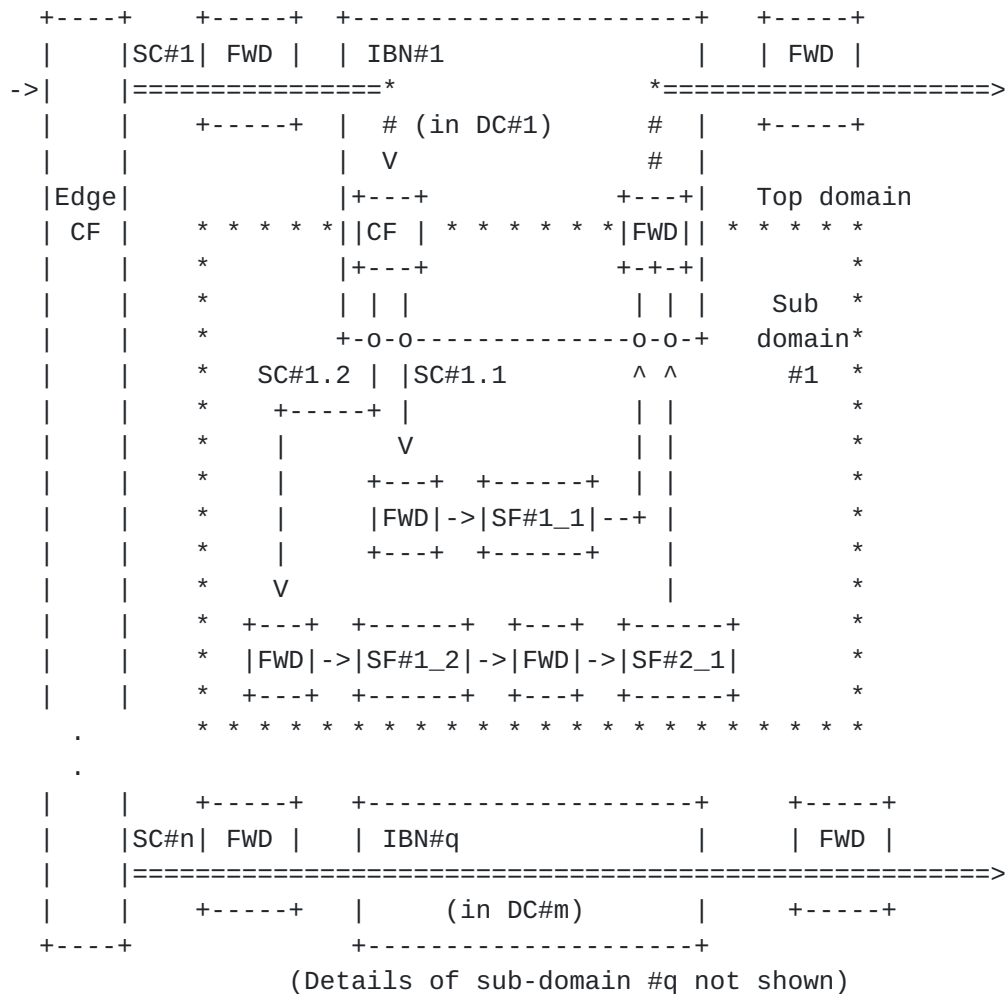 SC#1 FWD IBN#1 FWD
(in DC#1)
Edge Top domain
CF CF FWD
Sub
domain
SC#1.2 SC#1.1 #1
FWD SF#1_1
FWD SF#1_2 FWD SF#2_1
SC#n FWD IBN#q FWD
(in DC#m)
(Details of sub-domain #q not shown)